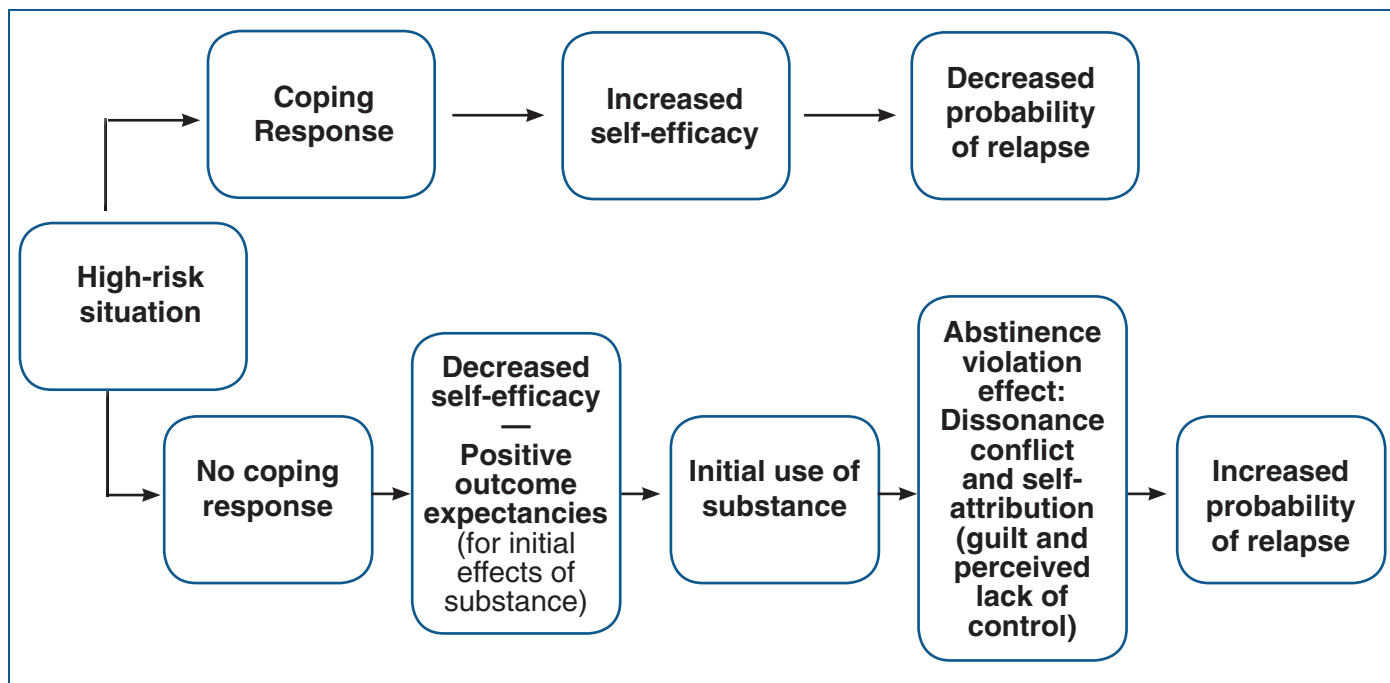 Coping
Response
Increased
self-efficacy
Decreased
probability
of relapse
High-risk
situation
No coping
response
Decreased
self-efficacy
—
Positive
outcome
expectancies
(for initial
effects of
substance)
Initial use of
substance
Abstinence
violation
effect:
Dissonance
conflict
and self-
attribution
(guilt and
perceived
lack of
control)
Increased
probability
of relapse